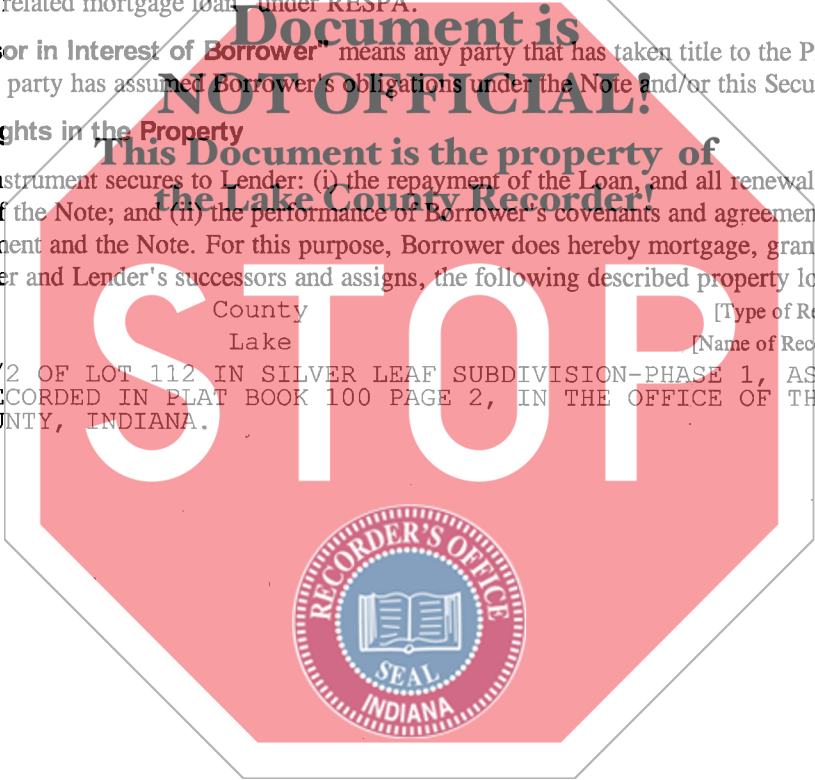 related mortgage loan" under RESPA.
Document is
or in Interest of Borrower" means any party that has taken title to the P
party has assumed Borrower's obligations under the Note and/or this Secu
NOT OFFICIAL!
ghts in the Property
This Document is the property of
nstrument secures to Lender: (i) the repayment of the Loan, and all renewal
the Lake County Recorder!
f the Note; and (ii) the performance of Borrower's covenants and agreemen
ent and the Note. For this purpose, Borrower does hereby mortgage, gran
er and Lender's successors and assigns, the following described property lo
County [Type of Re
Lake [Name of Reco
/2 OF LOT 112 IN SILVER LEAF SUBDIVISION-PHASE 1, AS
CORDED IN PLAT BOOK 100 PAGE 2, IN THE OFFICE OF TH
NTY, INDIANA.
STOP
RECORDER'S OFFICE
SEAL
INDIANA